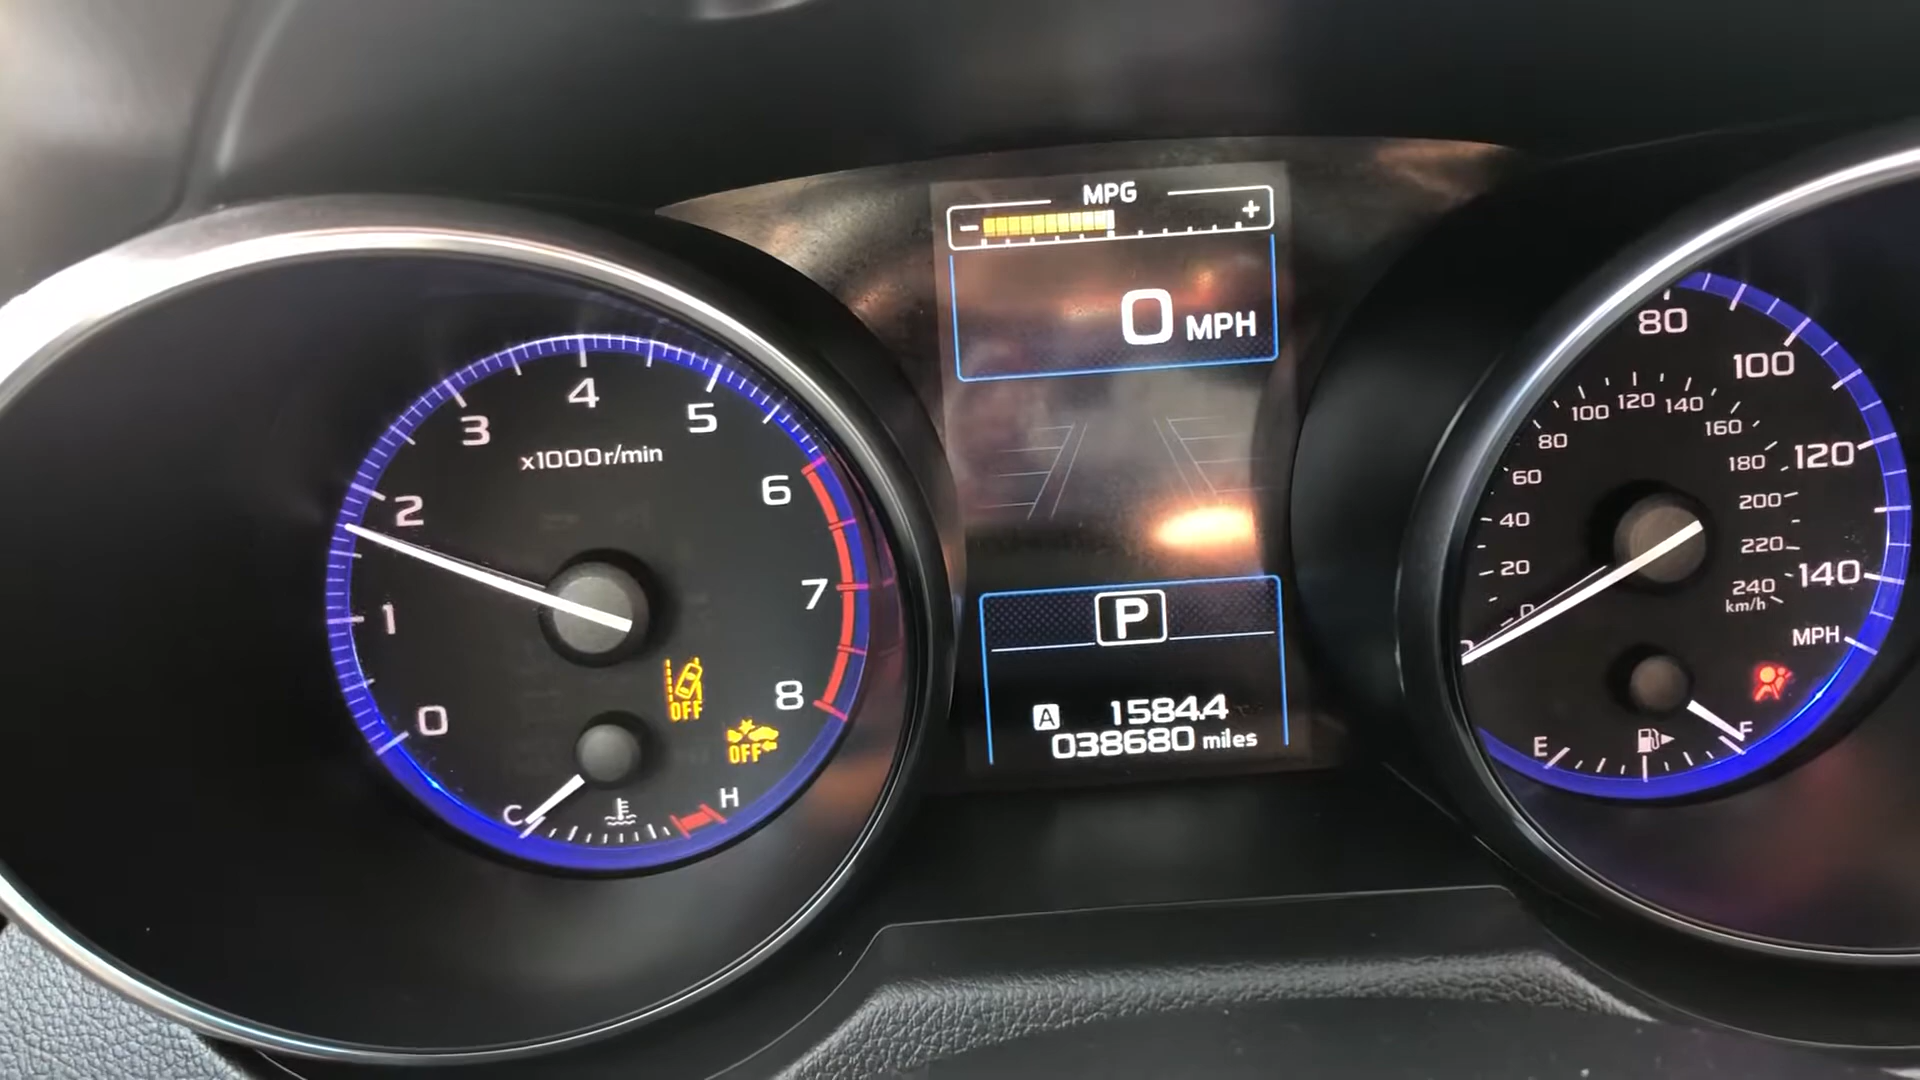 MPG
- +
0 MPH
0
1
2
3
4
5
6
7
8
x1000r/min
OFF
OFF
C H
P
A 1584.4
038680 miles
80
100
120
140
MPH
0
20
40
60
80
100
120
140
160
180
200
220
240
km/h
E F